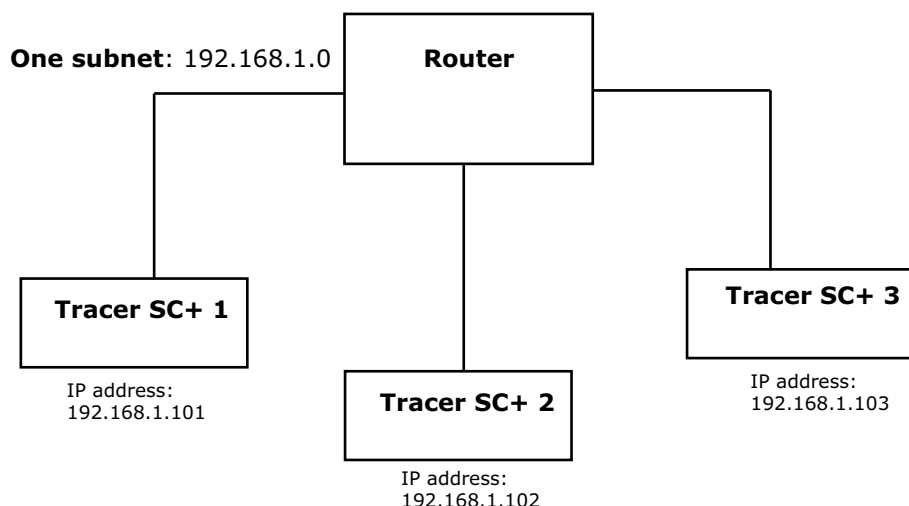 One subnet: 192.168.1.0
Router
Tracer SC+ 1
Tracer SC+ 3
IP address:
192.168.1.101
Tracer SC+ 2
IP address:
192.168.1.103
IP address:
192.168.1.102